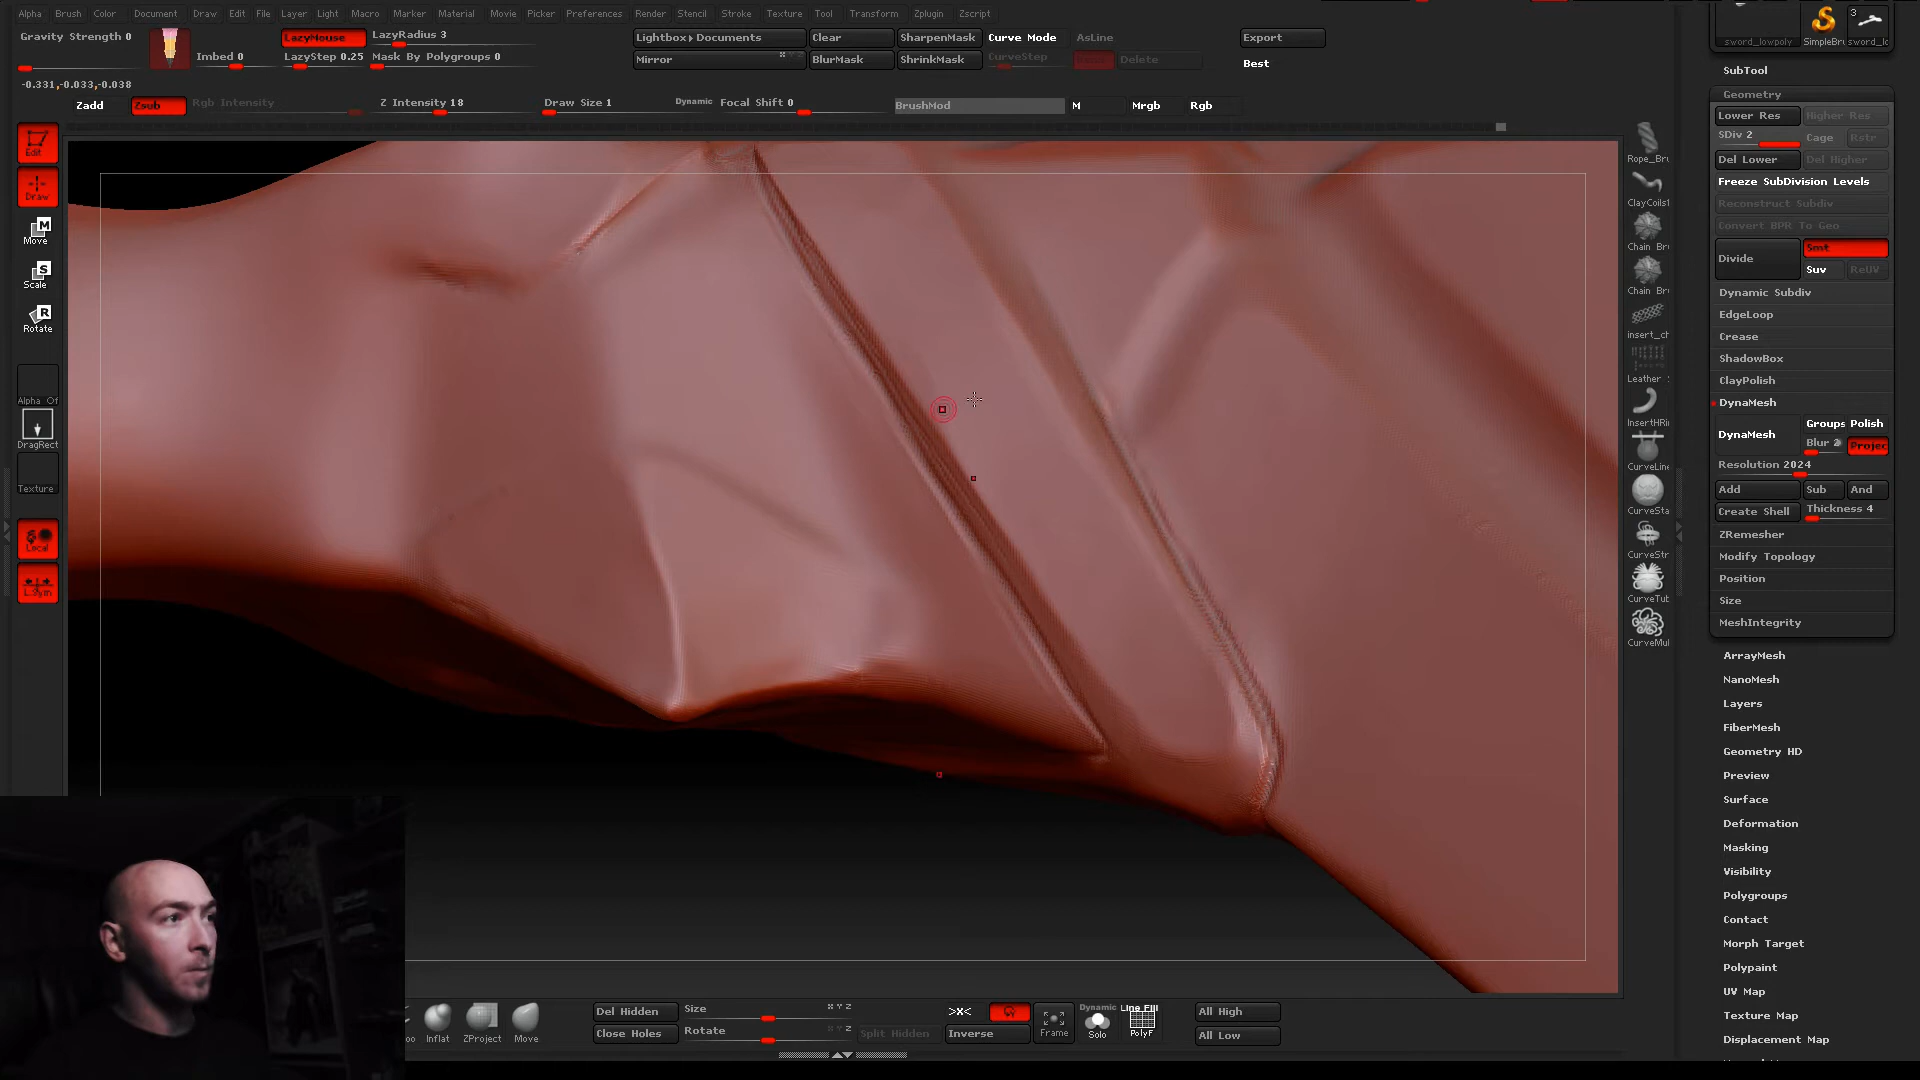 Alpha Brush Color Document Draw Edit File Layer Light Macro Marker Material Movie Picker Preferences Render Stencil Stroke Texture Tool Transform Zplugin Zscript
Gravity Strength 0
Imbed 0
LazyMouse
LazyRadius 3
LazyStep 0.25
Mask By Polygroups 0
Lightbox▸Documents
Clear
SharpenMask
Curve Mode
AsLine
Export
Mirror
BlurMask
ShrinkMask
CurveStep
Delete
Best
-0.331,-0.033,-0.038
Zadd
Zsub
Rgb Intensity
Z Intensity 18
Draw Size 1
Dynamic
Focal Shift 0
BrushMod
M
Mrgb
Rgb
Edit
Draw
Move
Scale
Rotate
Alpha Of
DragRect
Texture
Local
L.Sym
Rope_Bru
ClayCoils
Chain Bru
Chain Bru
insert_ch
Leather
InsertHRi
CurveLine
CurveSta
CurveStr
CurveTub
CurveMul
sword_lowpoly
SimpleBru
3
sword_lo
SubTool
Geometry
Lower Res
Higher Res
SDiv 2
Cage
Rstr
Del Lower
Del Higher
Freeze SubDivision Levels
Reconstruct Subdiv
Convert BPR To Geo
Divide
Smt
Suv
ReUV
Dynamic Subdiv
EdgeLoop
Crease
ShadowBox
ClayPolish
DynaMesh
DynaMesh
Groups
Polish
Blur 2
Projec
Resolution 2024
Add
Sub
And
Create Shell
Thickness 4
ZRemesher
Modify Topology
Position
Size
MeshIntegrity
ArrayMesh
NanoMesh
Layers
FiberMesh
Geometry HD
Preview
Surface
Deformation
Masking
Visibility
Polygroups
Contact
Morph Target
Polypaint
UV Map
Texture Map
Displacement Map
Inflat
ZProject
Move
Del Hidden
Close Holes
Size
Rotate
X Y Z
Split Hidden
>X<
Inverse
Frame
Dynamic
Solo
Line Fill
PolyF
All High
All Low